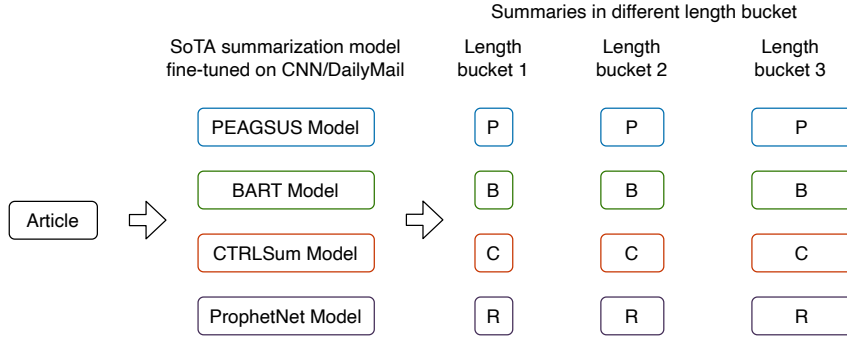 Summaries in different length bucket
SoTA summarization model
fine-tuned on CNN/DailyMail
Length
bucket 1
Length
bucket 2
Length
bucket 3
PEAGSUS Model
P
P
P
BART Model
B
B
B
Article
CTRLSum Model
C
C
C
ProphetNet Model
R
R
R